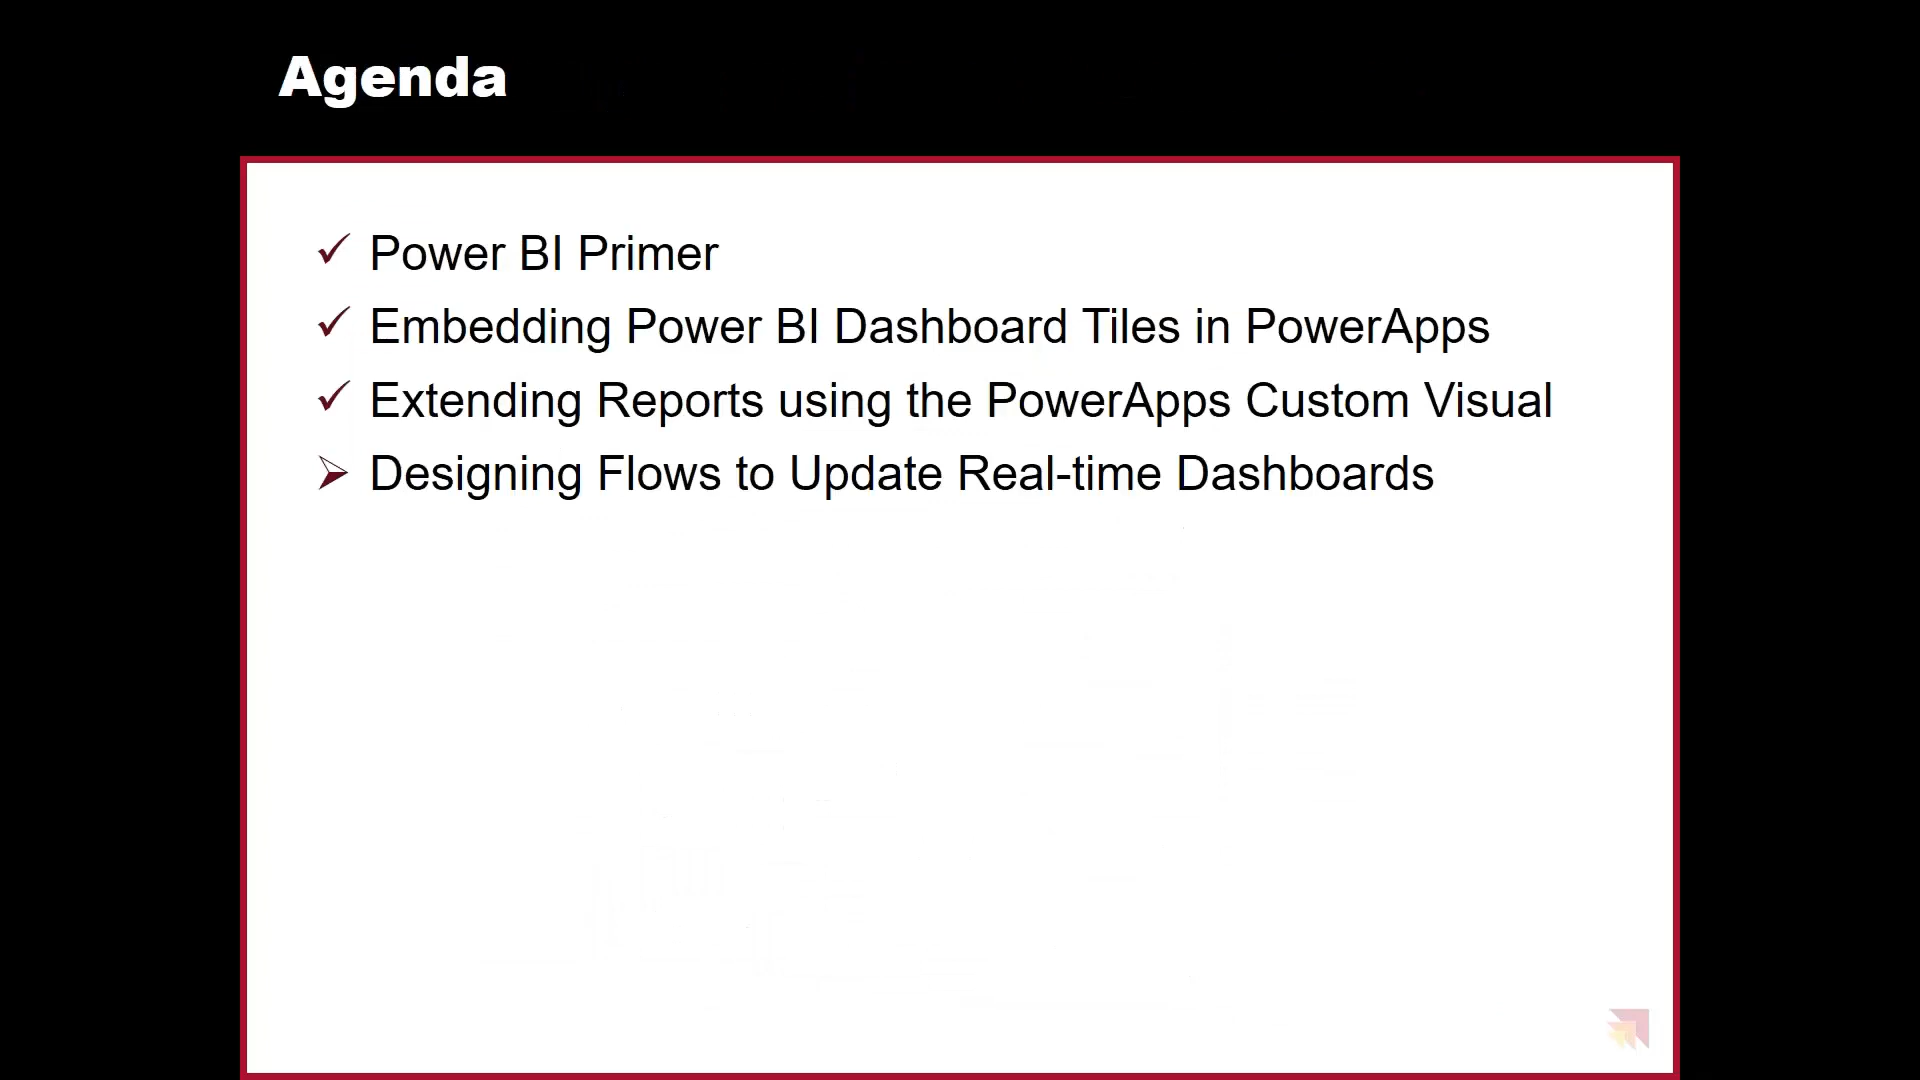 Agenda
Power BI Primer
Embedding Power BI Dashboard Tiles in PowerApps
Extending Reports using the PowerApps Custom Visual
Designing Flows to Update Real-time Dashboards